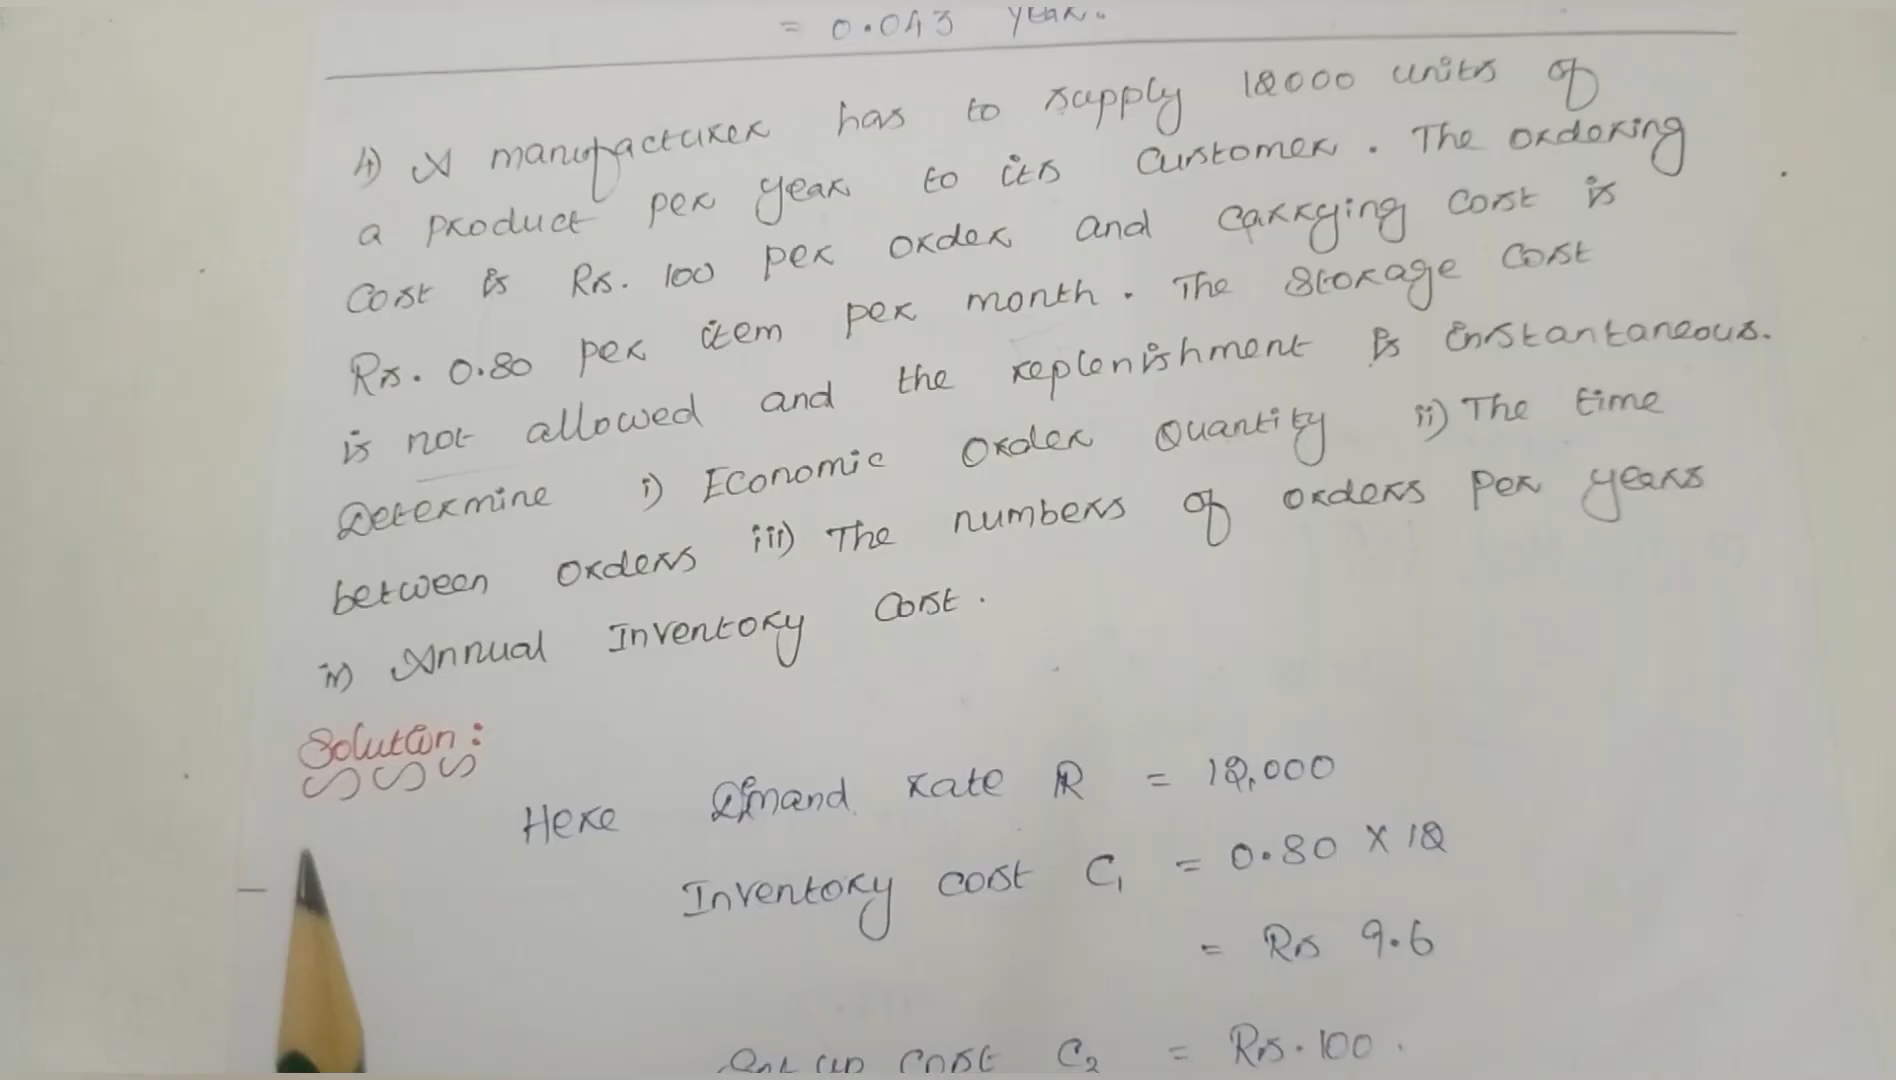 = 0.043 year.
4) A manufacturer has to supply 12000 units of
a product per year to its customer. The ordering
cost is Rs. 100 per order and carrying cost is
Rs. 0.80 per item per month. The storage cost
is not allowed and the replenishment is instantaneous.
Determine i) Economic Order Quantity ii) The time
between orders iii) The numbers of orders per years
iv) Annual Inventory cost.
Solution:
Here Demand rate R = 12,000
Inventory cost C₁ = 0.80 × 12
= Rs 9.6
cost C₂ = Rs. 100.